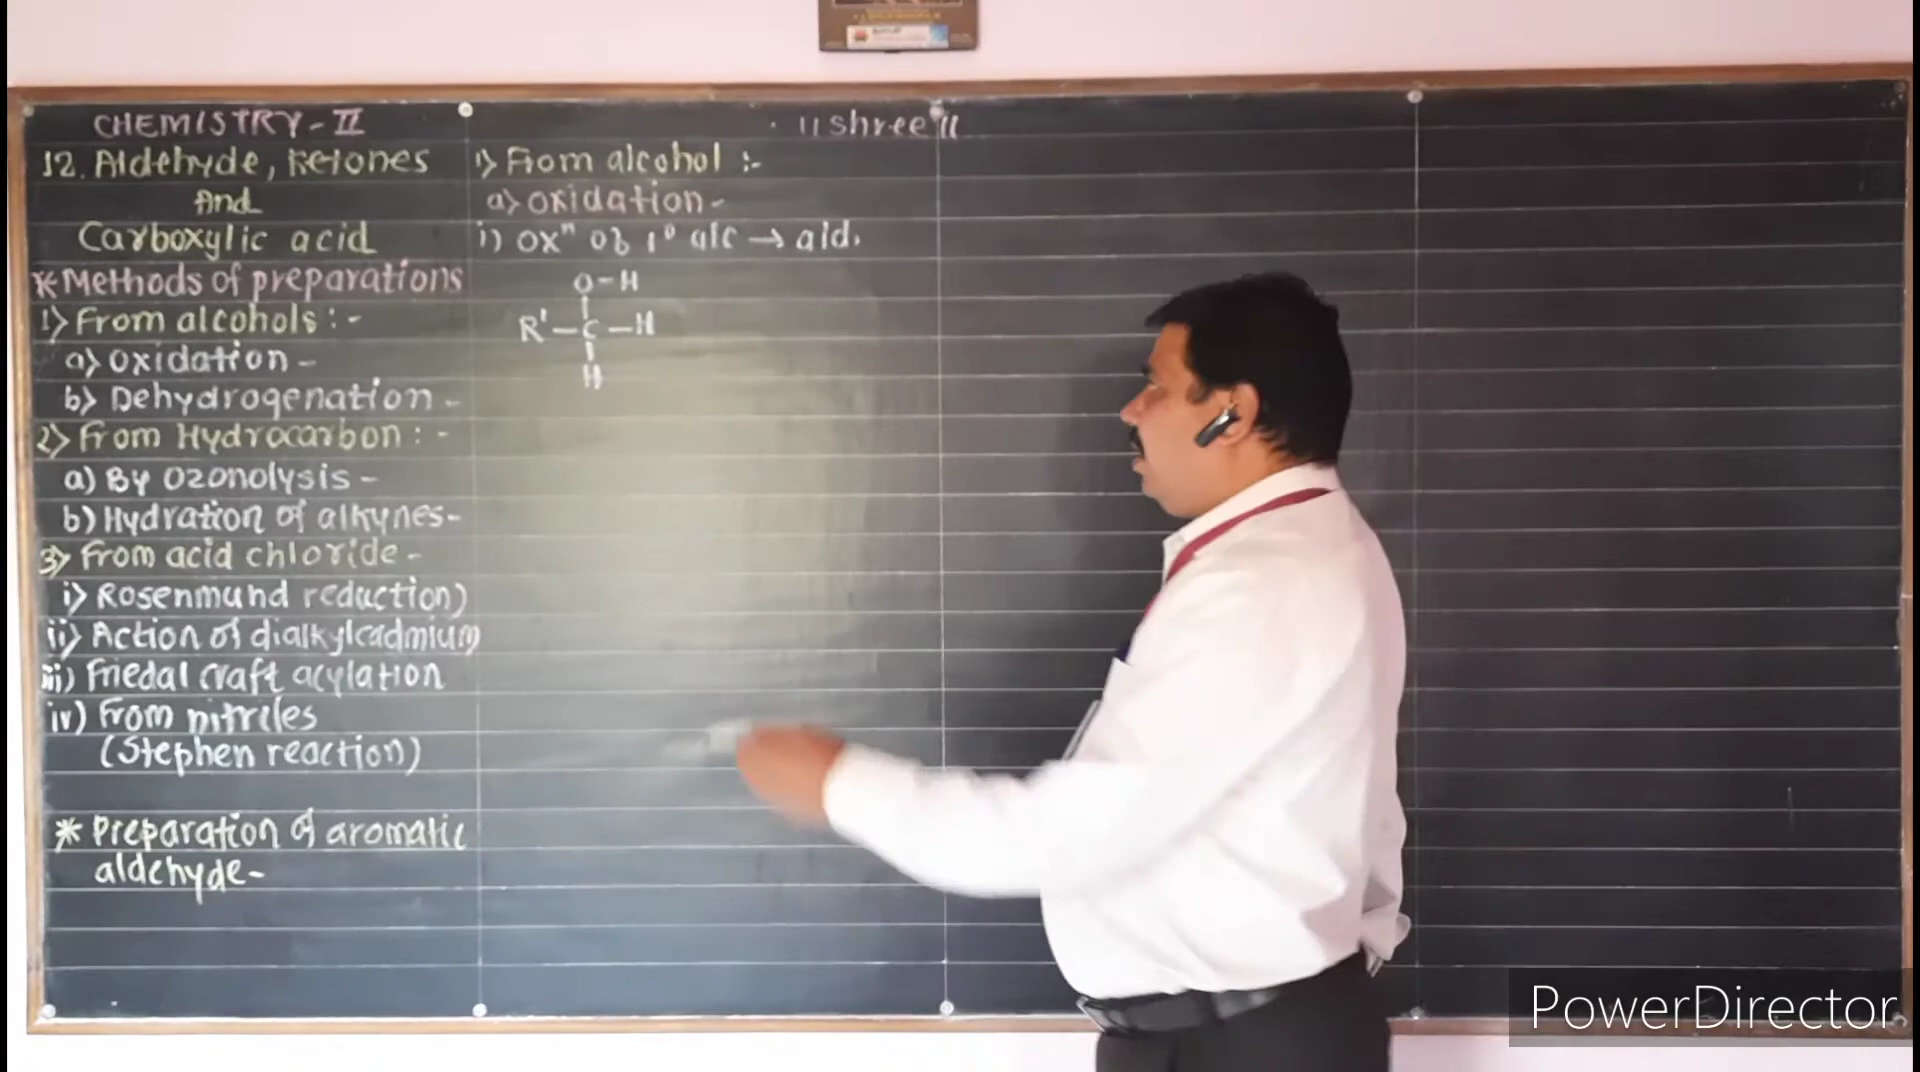 CHEMISTRY-II
12. Aldehyde, Ketones
And
Carboxylic acid
*Methods of preparations
1) From alcohols :-
a) oxidation -
b) Dehydrogenation -
2) From Hydrocarbon : -
a) By Ozonolysis -
b) Hydration of alkynes-
3) From acid chloride -
i) Rosenmund reduction)
ii) Action of dialkylcadmium
iii) Friedal craft acylation
iv) From nitriles
(Stephen reaction)
* Preparation of aromatic
aldehyde-
॥ shree ॥
1) From alcohol :-
a) oxidation -
i) oxⁿ of 1° alc → ald.
O-H
R'-C-H
H
PowerDirector